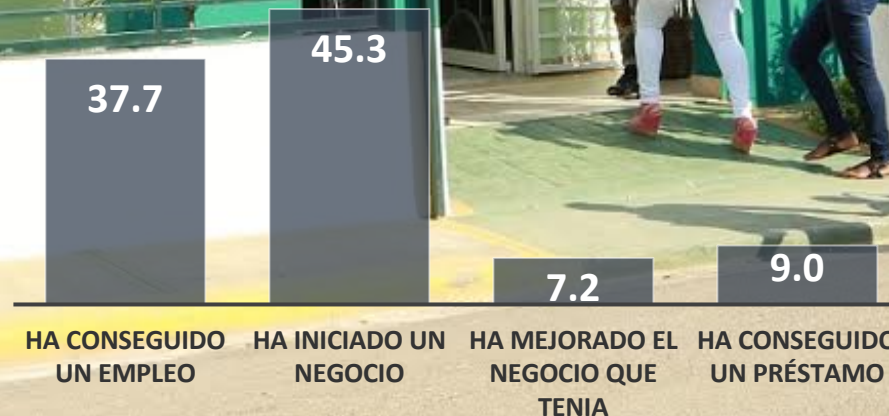 37.7
45.3
7.2
9.0
HA CONSEGUIDO
UN EMPLEO
HA INICIADO UN
NEGOCIO
HA MEJORADO EL
NEGOCIO QUE
TENIA
HA CONSEGUIDO
UN PRÉSTAMO